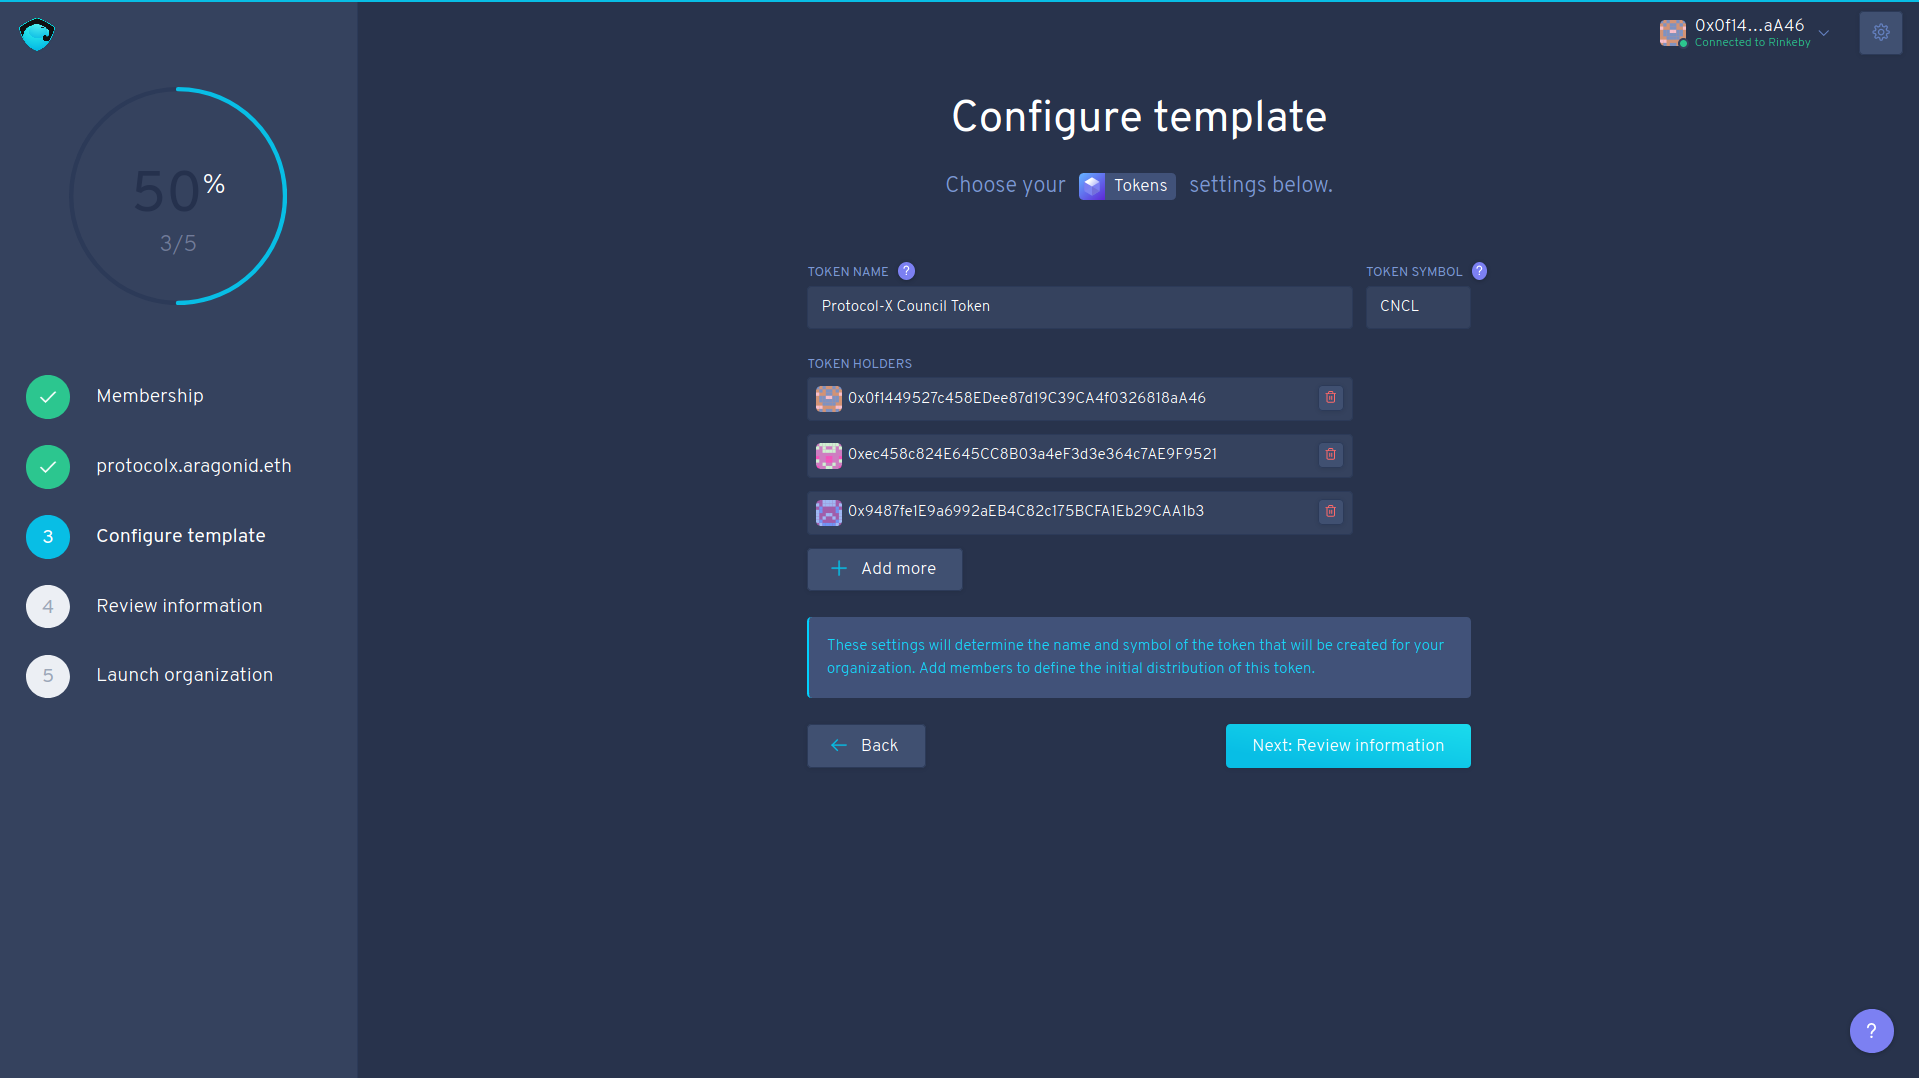 0x0f14…aA46
Connected to Rinkeby
50%
3/5
Membership
protocolx.aragonid.eth
3 Configure template
4 Review information
5 Launch organization
Configure template
Choose your Tokens settings below.
TOKEN NAME ? TOKEN SYMBOL ?
Protocol-X Council Token CNCL
TOKEN HOLDERS
0x0f1449527c458EDee87d19C39CA4f0326818aA46
0xec458c824E645CC8B03a4eF3d3e364c7AE9F9521
0x9487fe1E9a6992aEB4C82c175BCFA1Eb29CAA1b3
Add more
These settings will determine the name and symbol of the token that will be created for your
organization. Add members to define the initial distribution of this token.
Back Next: Review information
?